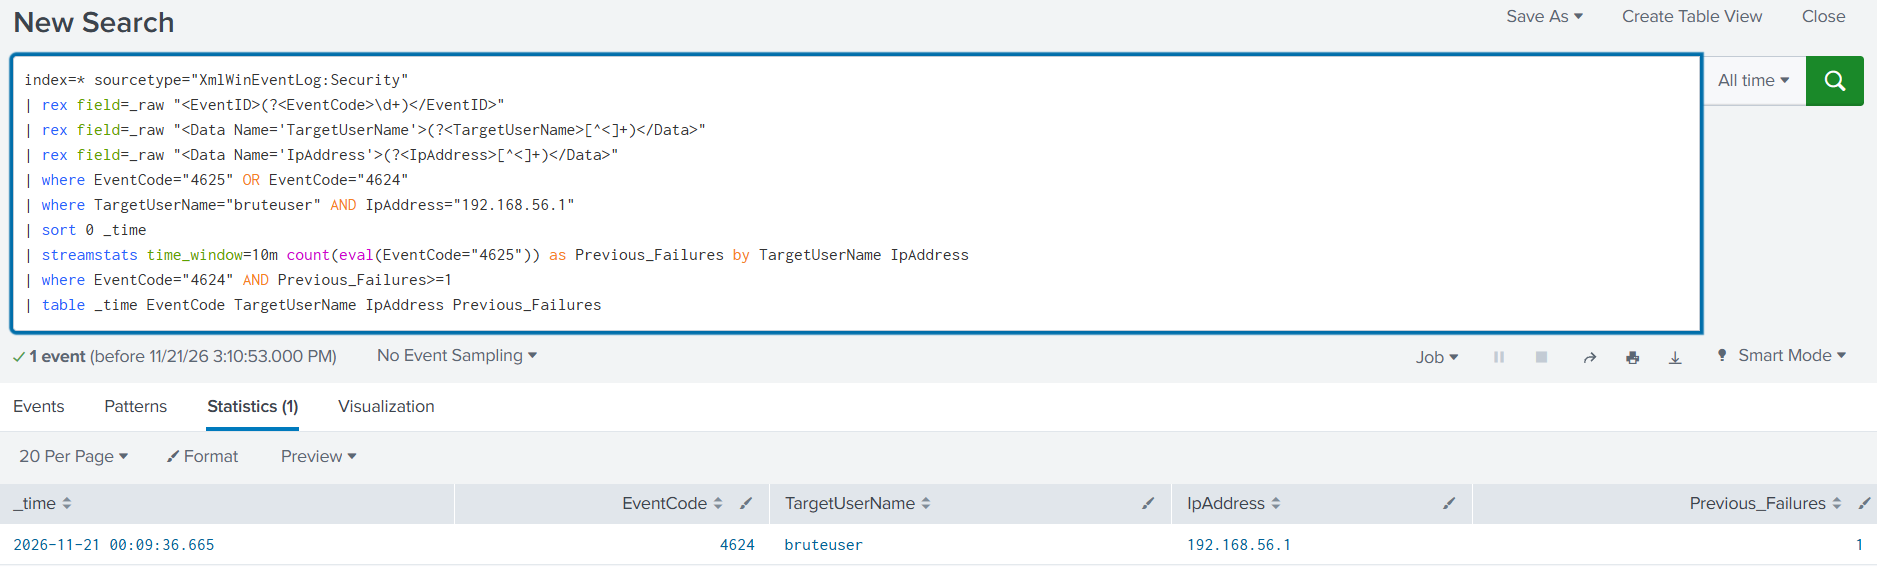 New Search
Save As Create Table View Close
index=* sourcetype="XmlWinEventLog:Security"
| rex field=_raw "<EventID>(?<EventCode>\d+)</EventID>"
| rex field=_raw "<Data Name='TargetUserName'>(?<TargetUserName>[^<]+)</Data>"
| rex field=_raw "<Data Name='IpAddress'>(?<IpAddress>[^<]+)</Data>"
| where EventCode="4625" OR EventCode="4624"
| where TargetUserName="bruteuser" AND IpAddress="192.168.56.1"
| sort 0 _time
| streamstats time_window=10m count(eval(EventCode="4625")) as Previous_Failures by TargetUserName IpAddress
| where EventCode="4624" AND Previous_Failures>=1
| table _time EventCode TargetUserName IpAddress Previous_Failures
All time
1 event (before 11/21/26 3:10:53.000 PM) No Event Sampling
Job Smart Mode
Events Patterns Statistics (1) Visualization
20 Per Page Format Preview
_time EventCode TargetUserName IpAddress Previous_Failures
2026-11-21 00:09:36.665 4624 bruteuser 192.168.56.1 1